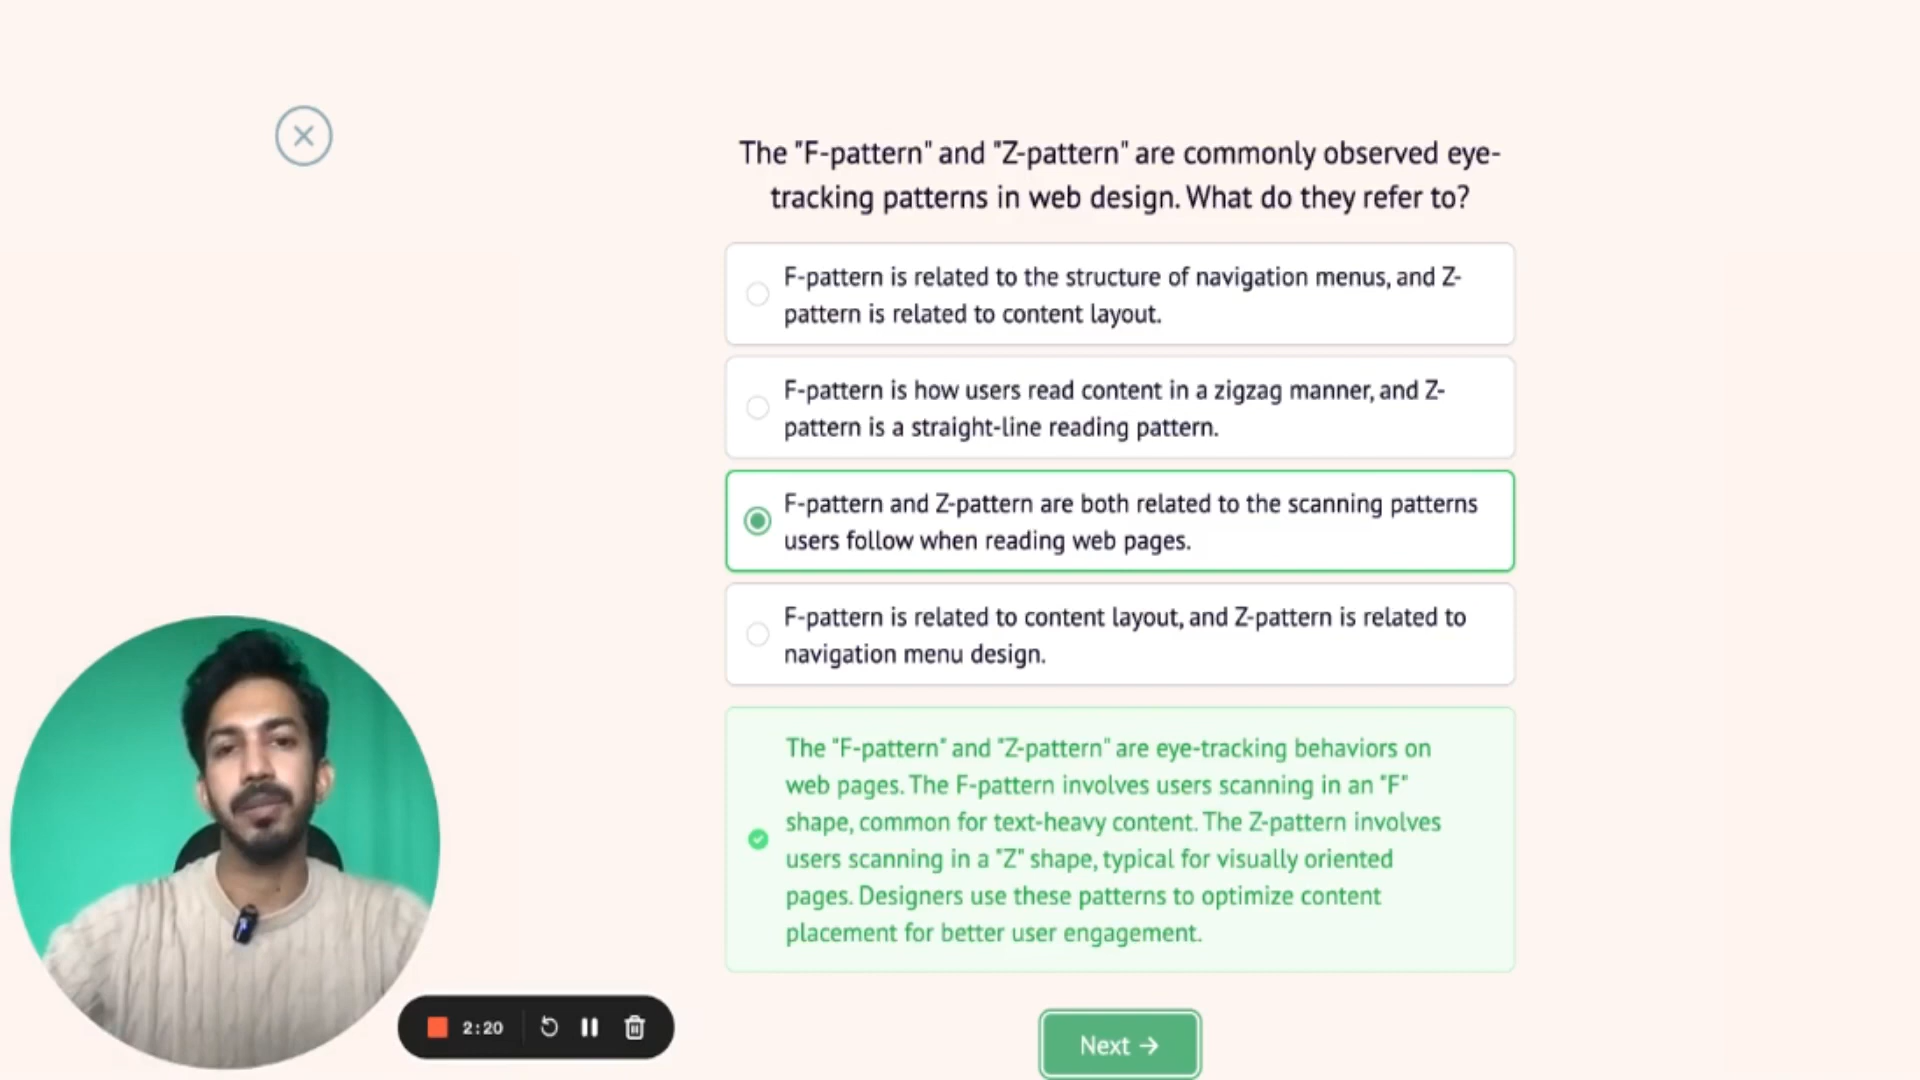 The "F-pattern" and "Z-pattern" are commonly observed eye-
tracking patterns in web design. What do they refer to?
F-pattern is related to the structure of navigation menus, and Z-
pattern is related to content layout.
F-pattern is how users read content in a zigzag manner, and Z-
pattern is a straight-line reading pattern.
F-pattern and Z-pattern are both related to the scanning patterns
users follow when reading web pages.
F-pattern is related to content layout, and Z-pattern is related to
navigation menu design.
The "F-pattern" and "Z-pattern" are eye-tracking behaviors on
web pages. The F-pattern involves users scanning in an "F"
shape, common for text-heavy content. The Z-pattern involves
users scanning in a "Z" shape, typical for visually oriented
pages. Designers use these patterns to optimize content
placement for better user engagement.
2:20
Next →